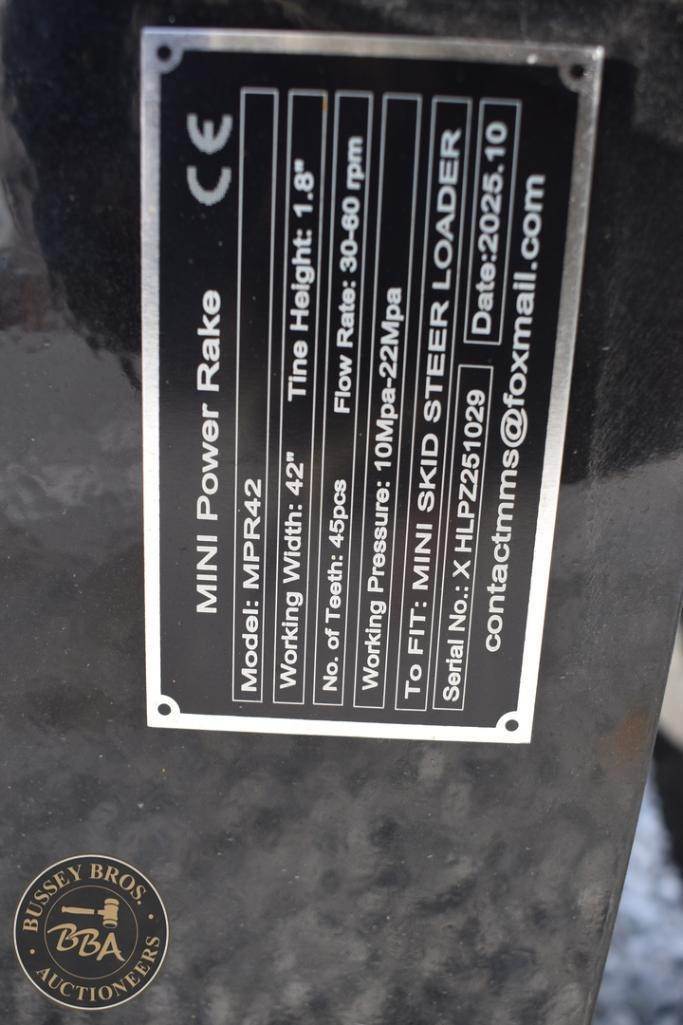 MINI Power Rake CE
Model: MPR42
Working Width: 42" Tine Height: 1.8"
No. of Teeth: 45pcs Flow Rate: 30-60 rpm
Working Pressure: 10Mpa-22Mpa
To FIT: MINI SKID STEER LOADER
Serial No.: X HLPZ251029 Date:2025.10
contactmms@foxmail.com
BUSSEY BROS.
BBA
AUCTIONEERS